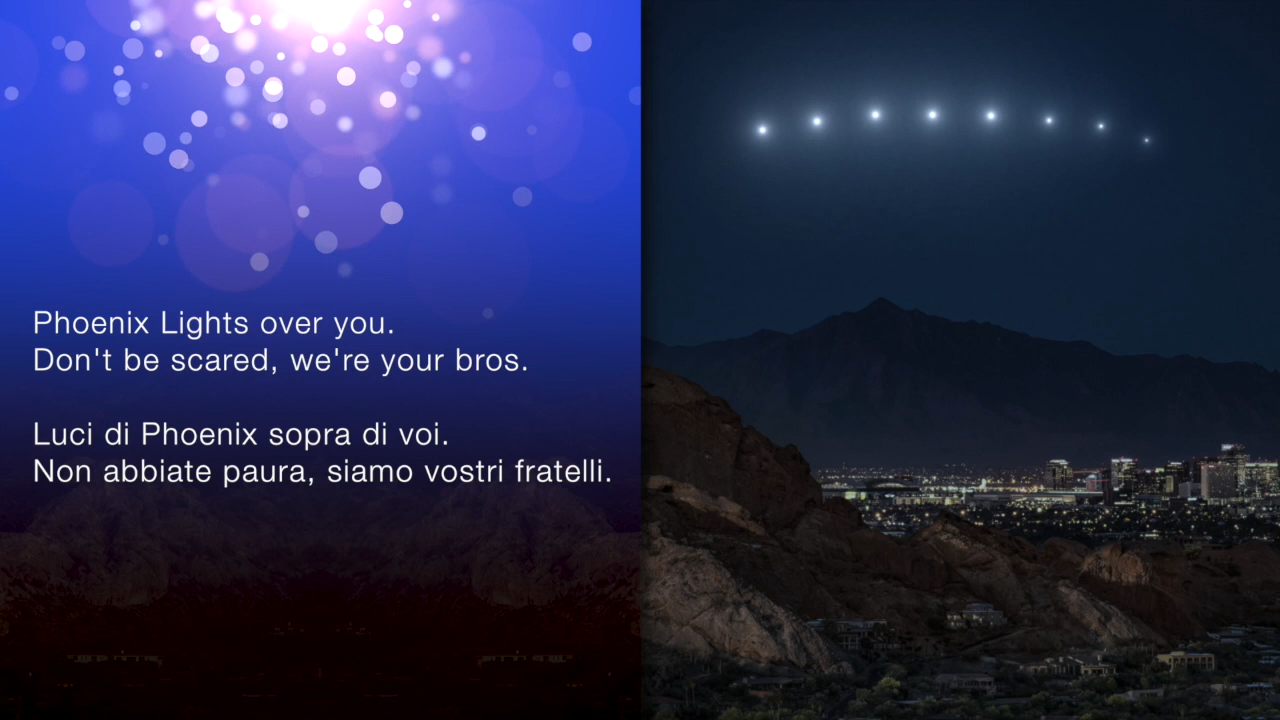 Phoenix Lights over you.
Don't be scared, we're your bros.
Luci di Phoenix sopra di voi.
Non abbiate paura, siamo vostri fratelli.